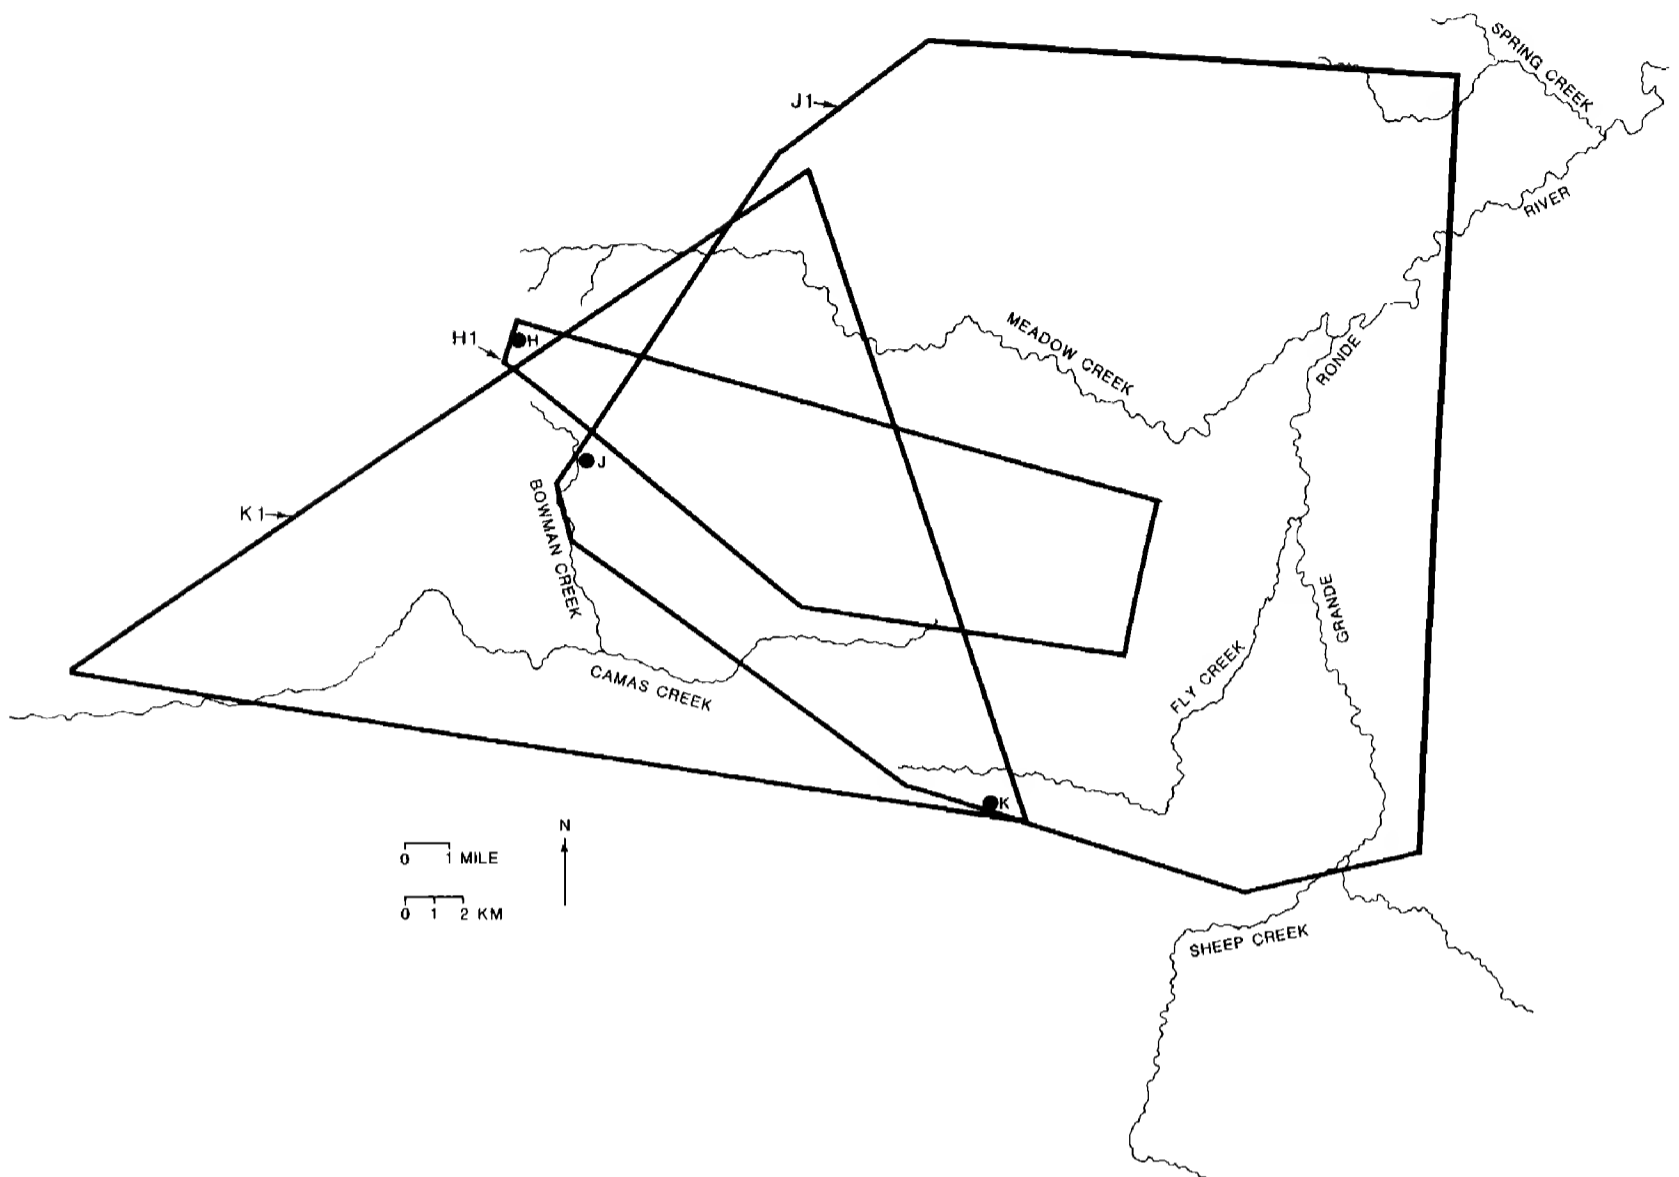 SPRING CREEK
J1
RIVER
MEADOW CREEK
H1
H
RONDE
J
K1
BOWMAN CREEK
GRANDE
FLY CREEK
CAMAS CREEK
K
N
0 1 MILE
0 1 2 KM
SHEEP CREEK